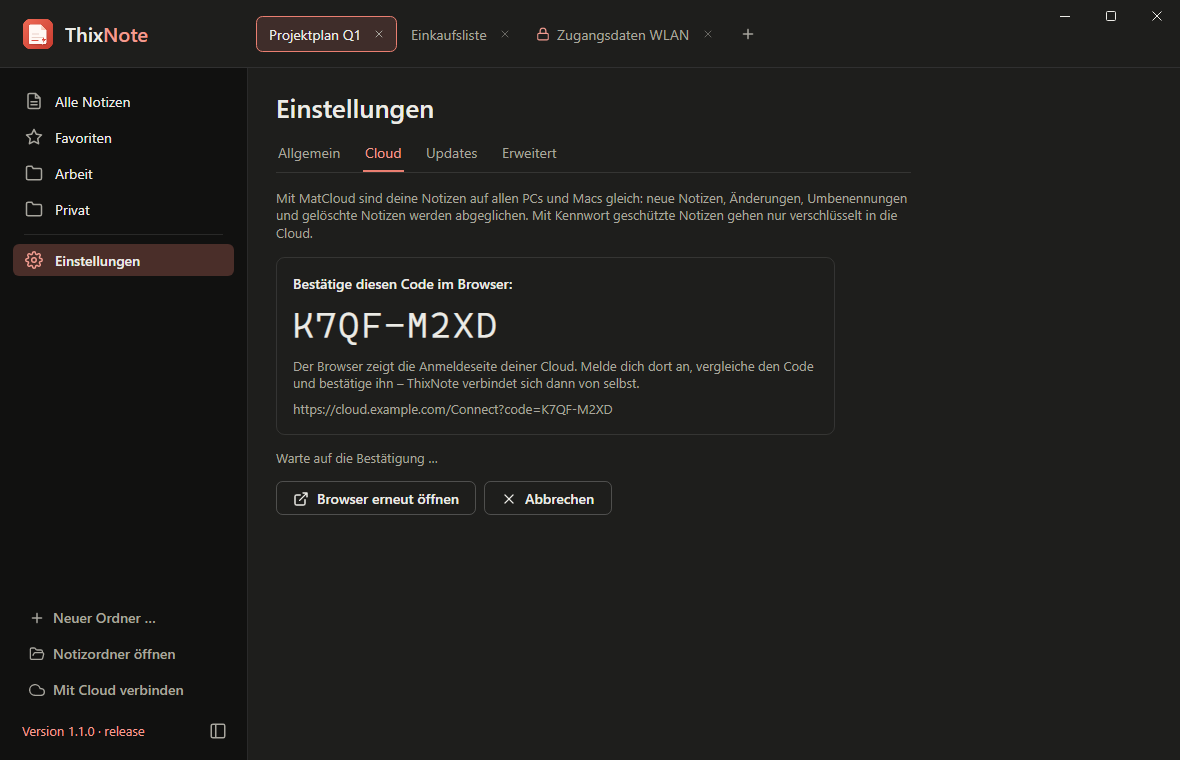 ThixNote
Projektplan Q1
Einkaufsliste
Zugangsdaten WLAN
Alle Notizen
Favoriten
Arbeit
Privat
Einstellungen
Einstellungen
Allgemein Cloud Updates Erweitert
Mit MatCloud sind deine Notizen auf allen PCs und Macs gleich: neue Notizen, Änderungen, Umbenennungen
und gelöschte Notizen werden abgeglichen. Mit Kennwort geschützte Notizen gehen nur verschlüsselt in die
Cloud.
Bestätige diesen Code im Browser:
K7QF-M2XD
Der Browser zeigt die Anmeldeseite deiner Cloud. Melde dich dort an, vergleiche den Code
und bestätige ihn – ThixNote verbindet sich dann von selbst.
https://cloud.example.com/Connect?code=K7QF-M2XD
Warte auf die Bestätigung ...
Browser erneut öffnen
Abbrechen
Neuer Ordner ...
Notizordner öffnen
Mit Cloud verbinden
Version 1.1.0 · release